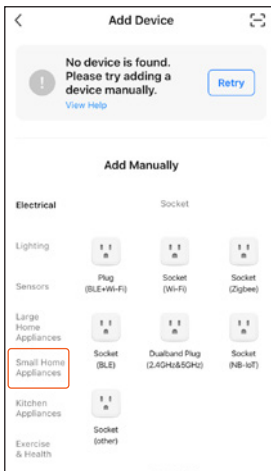 Add Device
No device is found.
Please try adding a
device manually.
View Help
Retry
Add Manually
Electrical
Socket
Lighting
Sensors
Large
Home
Appliances
Small Home
Appliances
Kitchen
Appliances
Exercise
& Health
Plug
(BLE+Wi-Fi)
Socket
(Wi-Fi)
Socket
(Zigbee)
Socket
(BLE)
Dualband Plug
(2.4GHz&5GHz)
Socket
(NB-IoT)
Socket
(other)